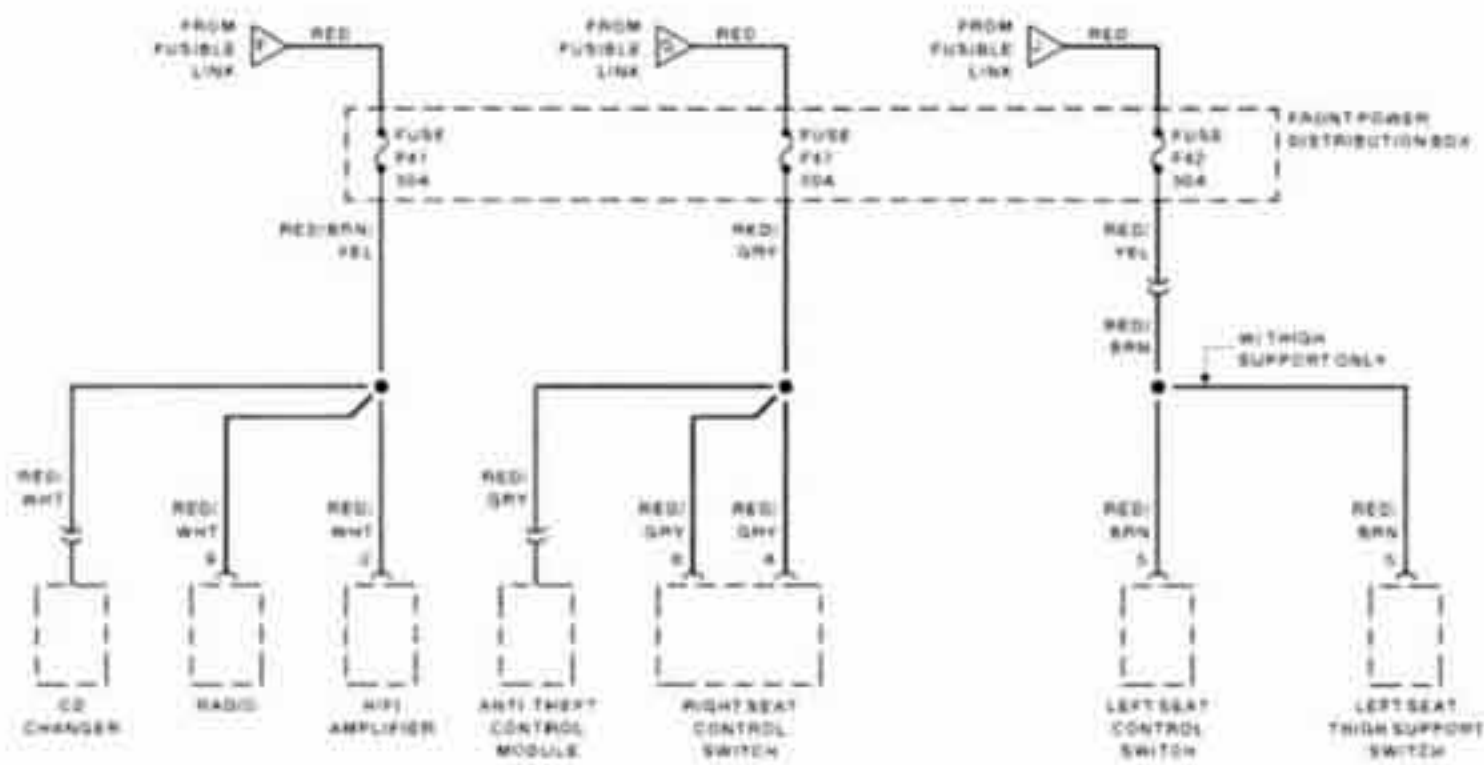 FROM
FUSIBLE
LINK
RED
FROM
FUSIBLE
LINK
RED
FROM
FUSIBLE
LINK
RED
FUSE
30A
FUSE
30A
FUSE
F42
30A
FRONT POWER
DISTRIBUTION BOX
RED/BRN/
YEL
RED/
GRY
RED/
YEL
RED/
BRN
W/ THIGH
SUPPORT ONLY
RED/
WHT
RED/
WHT
9
RED/
WHT
RED/
GRY
RED/
GRY
RED/
GRY
4
RED/
BRN
5
RED/
BRN
5
CD
CHANGER
RADIO
HIFI
AMPLIFIER
ANTI THEFT
CONTROL
MODULE
RIGHT SEAT
CONTROL
SWITCH
LEFT SEAT
CONTROL
SWITCH
LEFT SEAT
THIGH SUPPORT
SWITCH